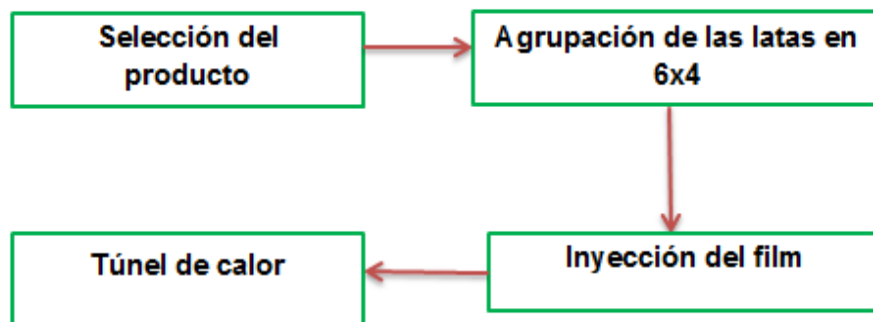 Selección del
producto
Agrupación de las latas en
6x4
Inyección del film
Túnel de calor